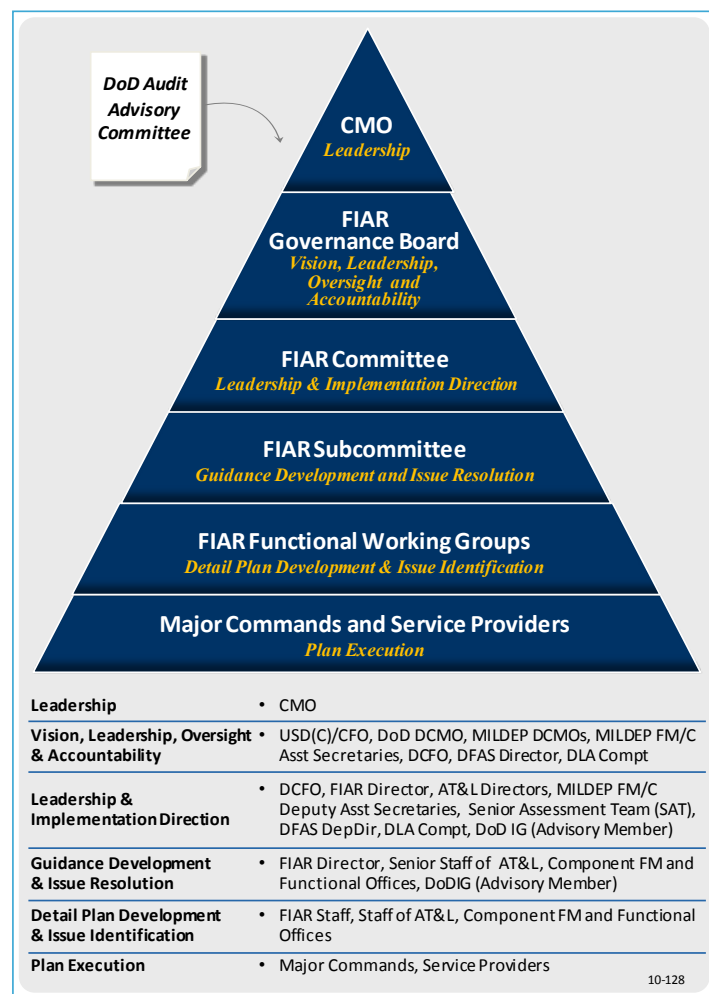 DoD Audit
Advisory
Committee
CMO
Leadership
FIAR
Governance Board
Vision, Leadership,
Oversight and
Accountability
FIAR Committee
Leadership & Implementation Direction
FIAR Subcommittee
Guidance Development and Issue Resolution
FIAR Functional Working Groups
Detail Plan Development & Issue Identification
Major Commands and Service Providers
Plan Execution
Leadership
• CMO
Vision, Leadership, Oversight
& Accountability
• USD(C)/CFO, DoD DCMO, MILDEP DCMOs, MILDEP FM/C
Asst Secretaries, DCFO, DFAS Director, DLA Compt
Leadership &
Implementation Direction
• DCFO, FIAR Director, AT&L Directors, MILDEP FM/C
Deputy Asst Secretaries, Senior Assessment Team (SAT),
DFAS DepDir, DLA Compt, DoD IG (Advisory Member)
Guidance Development
& Issue Resolution
• FIAR Director, Senior Staff of AT&L, Component FM and
Functional Offices, DoDIG (Advisory Member)
Detail Plan Development
& Issue Identification
• FIAR Staff, Staff of AT&L, Component FM and Functional
Offices
Plan Execution
• Major Commands, Service Providers
10-128